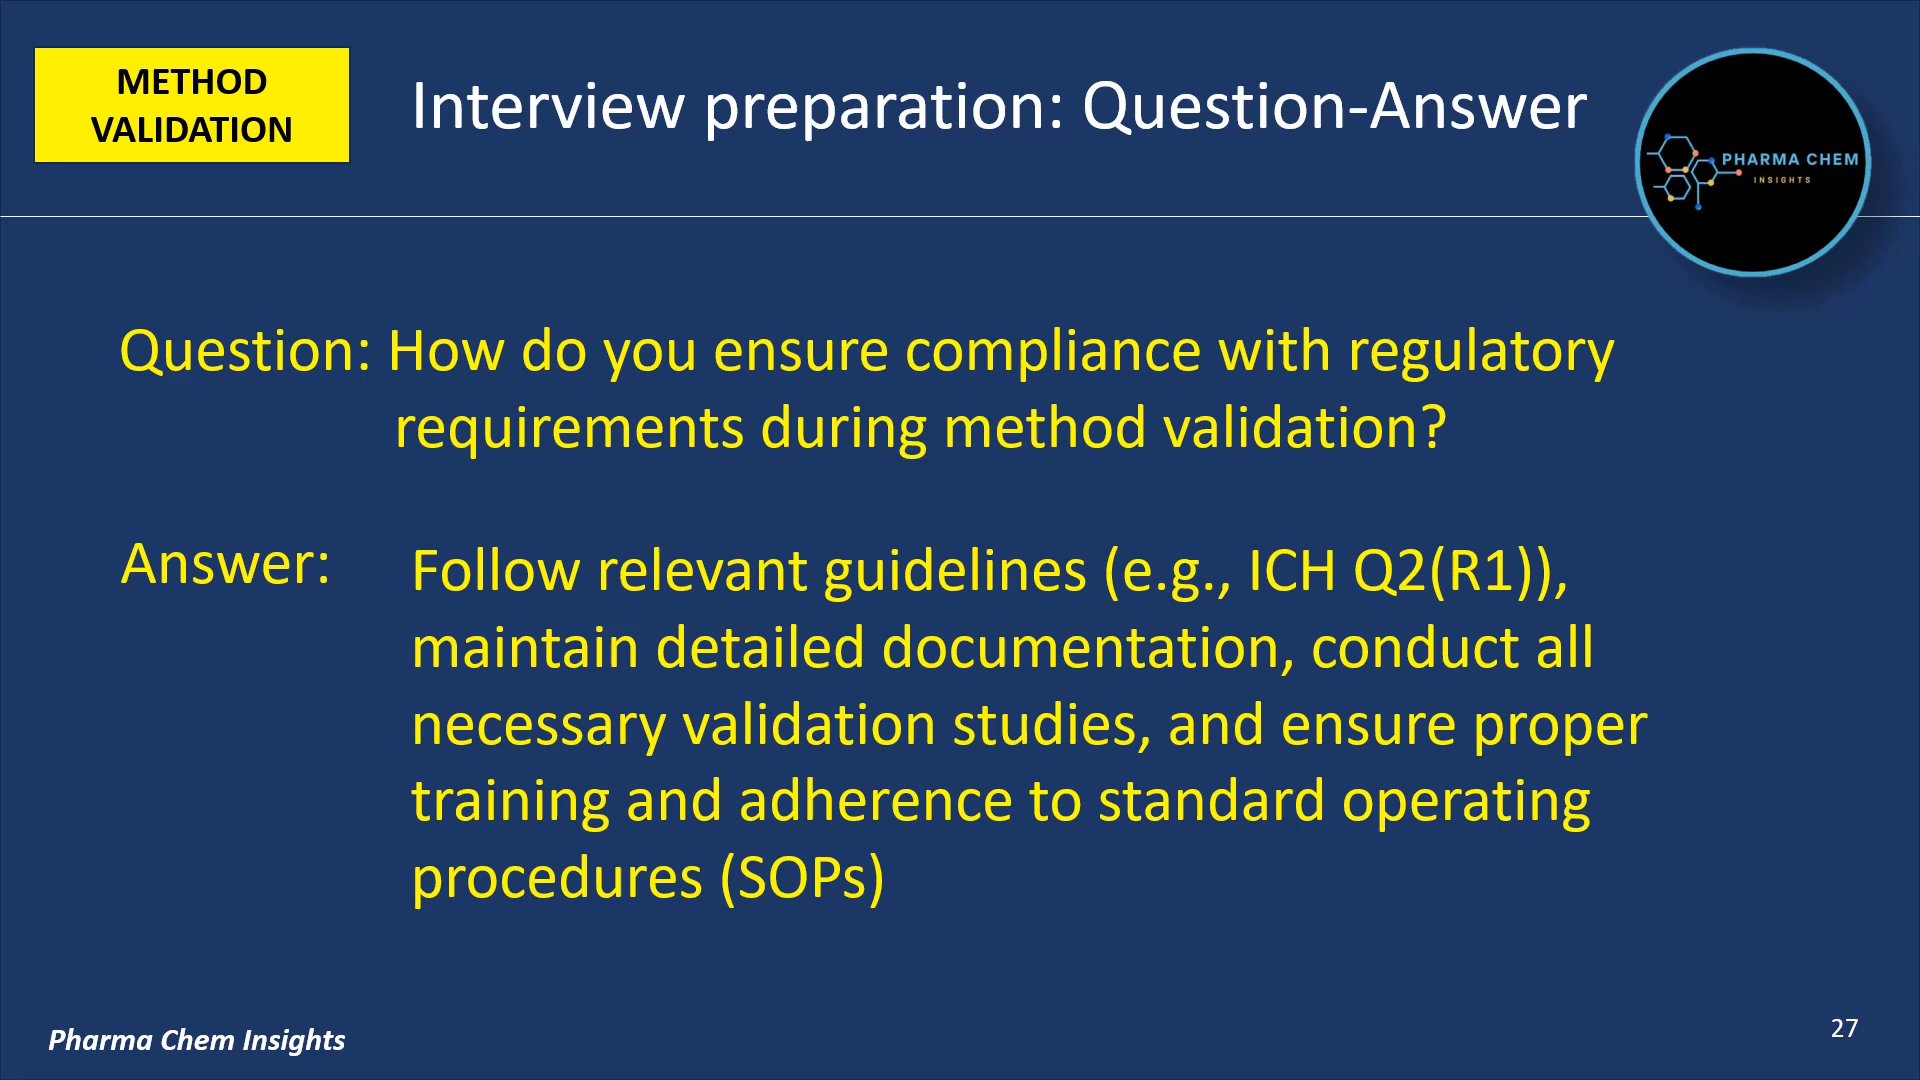 METHOD
VALIDATION
Interview preparation: Question-Answer
PHARMA CHEM
INSIGHTS
Question: How do you ensure compliance with regulatory
requirements during method validation?
Answer:
Follow relevant guidelines (e.g., ICH Q2(R1)),
maintain detailed documentation, conduct all
necessary validation studies, and ensure proper
training and adherence to standard operating
procedures (SOPs)
Pharma Chem Insights
27